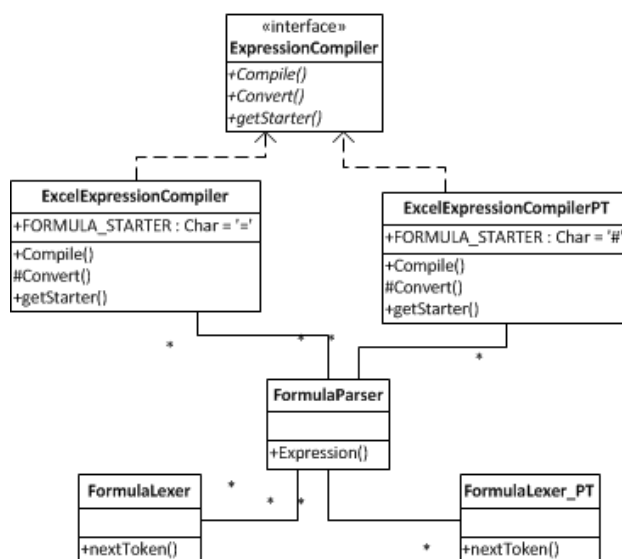 «interface»
ExpressionCompiler
+Compile()
+Convert()
+getStarter()
ExcelExpressionCompiler
+FORMULA_STARTER : Char = '='
+Compile()
#Convert()
+getStarter()
ExcelExpressionCompilerPT
+FORMULA_STARTER : Char = '#'
+Compile()
#Convert()
+getStarter()
* * * *
FormulaParser
+Expression()
FormulaLexer
+nextToken()
* * *
FormulaLexer_PT
+nextToken()
*